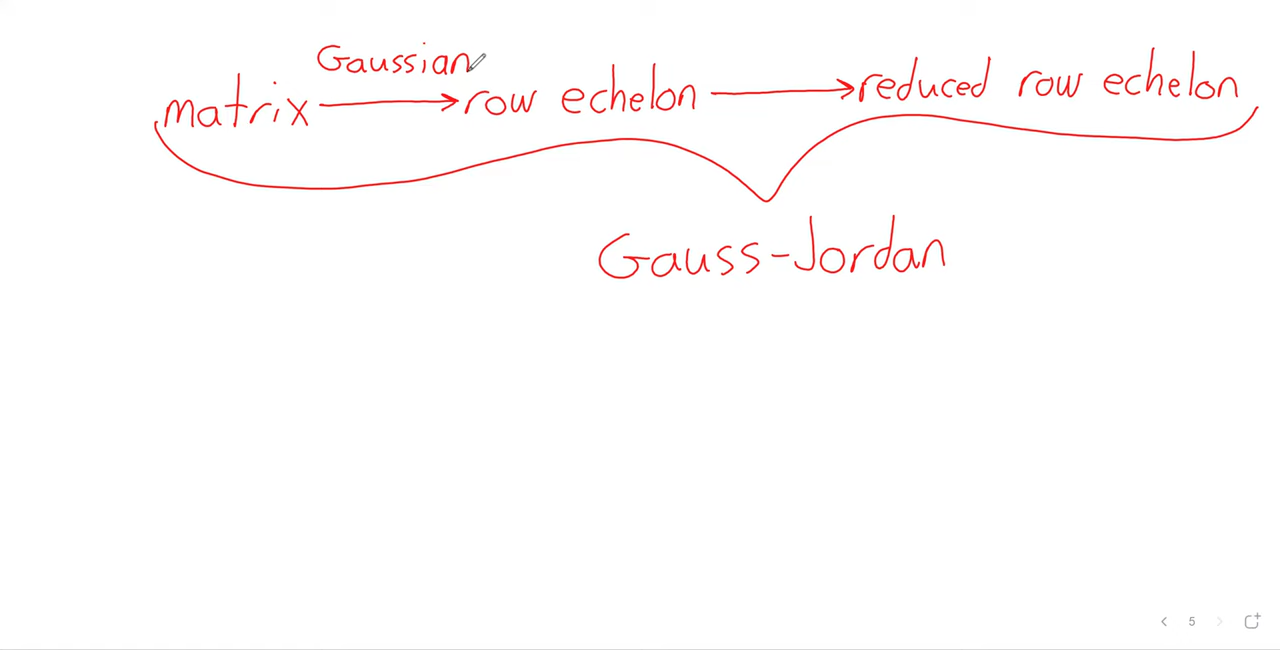 Gaussian
matrix → row echelon → reduced row echelon
Gauss-Jordan
5